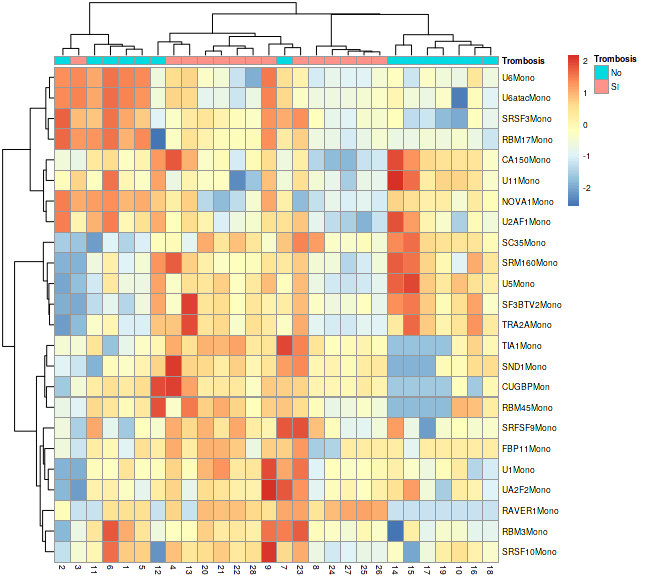 Trombosis
U6Mono
U6atacMono
SRSF3Mono
RBM17Mono
CA150Mono
U11Mono
NOVA1Mono
U2AF1Mono
SC35Mono
SRM160Mono
U5Mono
SF3BTV2Mono
TRA2AMono
TIA1Mono
SND1Mono
CUGBPMon
RBM45Mono
SRFSF9Mono
FBP11Mono
U1Mono
UA2F2Mono
RAVER1Mono
RBM3Mono
SRSF10Mono
2 3 11 6 1 5 12 4 13 20 21 22 28 9 7 23 8 24 27 25 26 14 15 17 19 10 16 18
2
1
0
-1
-2
Trombosis
No
SI